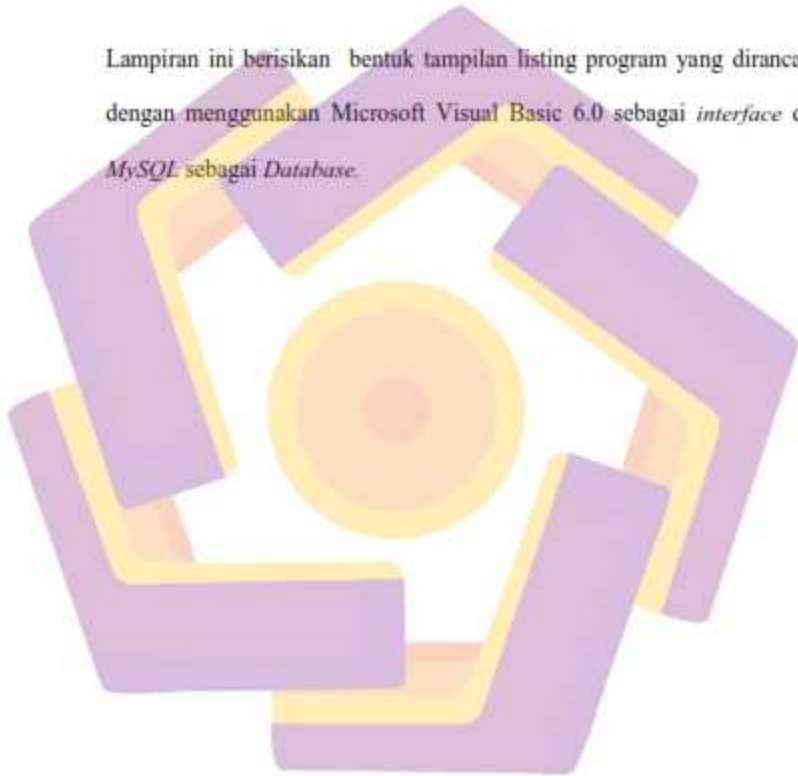 Lampiran ini berisikan bentuk tampilan listing program yang
dengan menggunakan Microsoft Visual Basic 6.0 sebagai interface
MySQL sebagai Database.